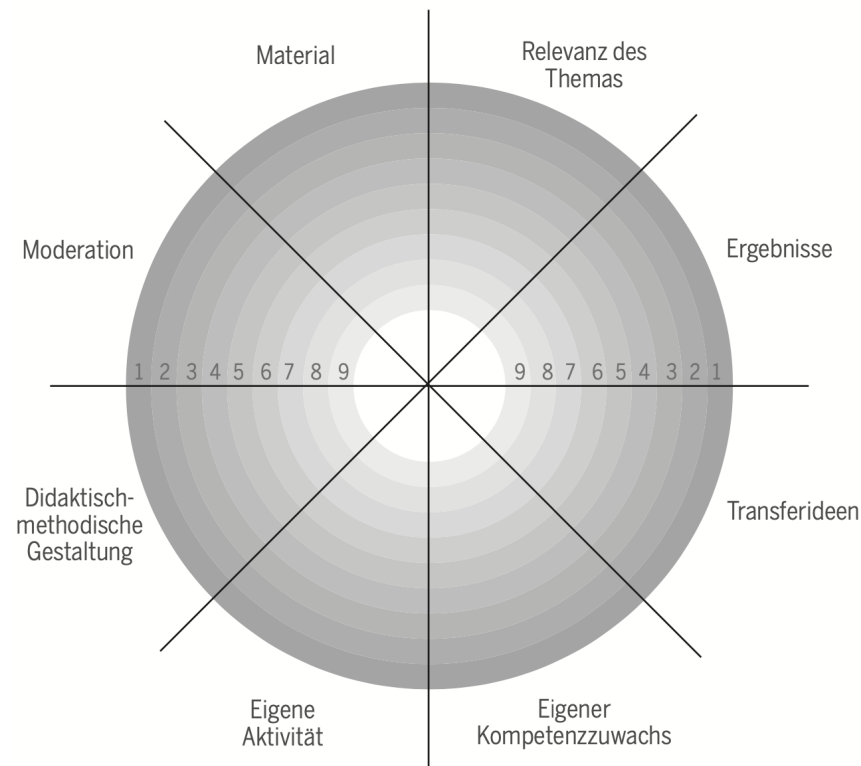 Material
Relevanz des
Themas
Moderation
Ergebnisse
1 2 3 4 5 6 7 8 9
9 8 7 6 5 4 3 2 1
Didaktisch-
methodische
Gestaltung
Transferideen
Eigene
Aktivität
Eigener
Kompetenzzuwachs